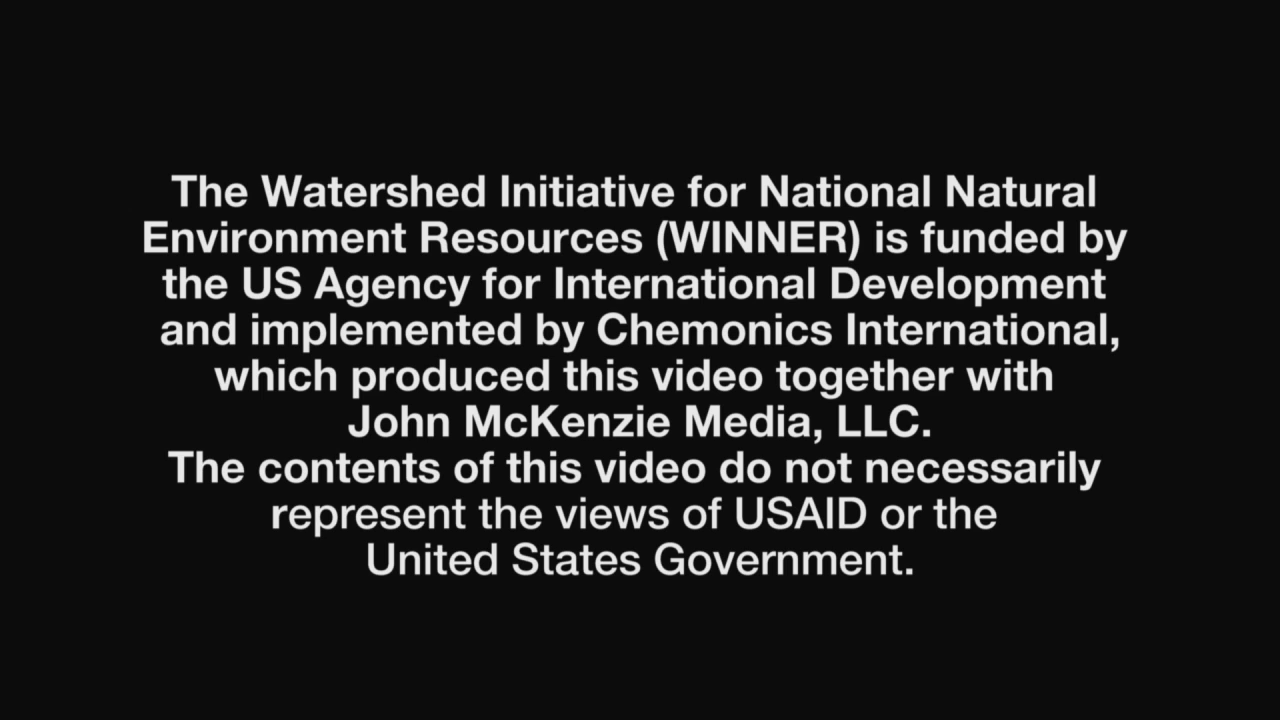 The Watershed Initiative for National Natural
Environment Resources (WINNER) is funded by
the US Agency for International Development
and implemented by Chemonics International,
which produced this video together with
John McKenzie Media, LLC.
The contents of this video do not necessarily
represent the views of USAID or the
United States Government.